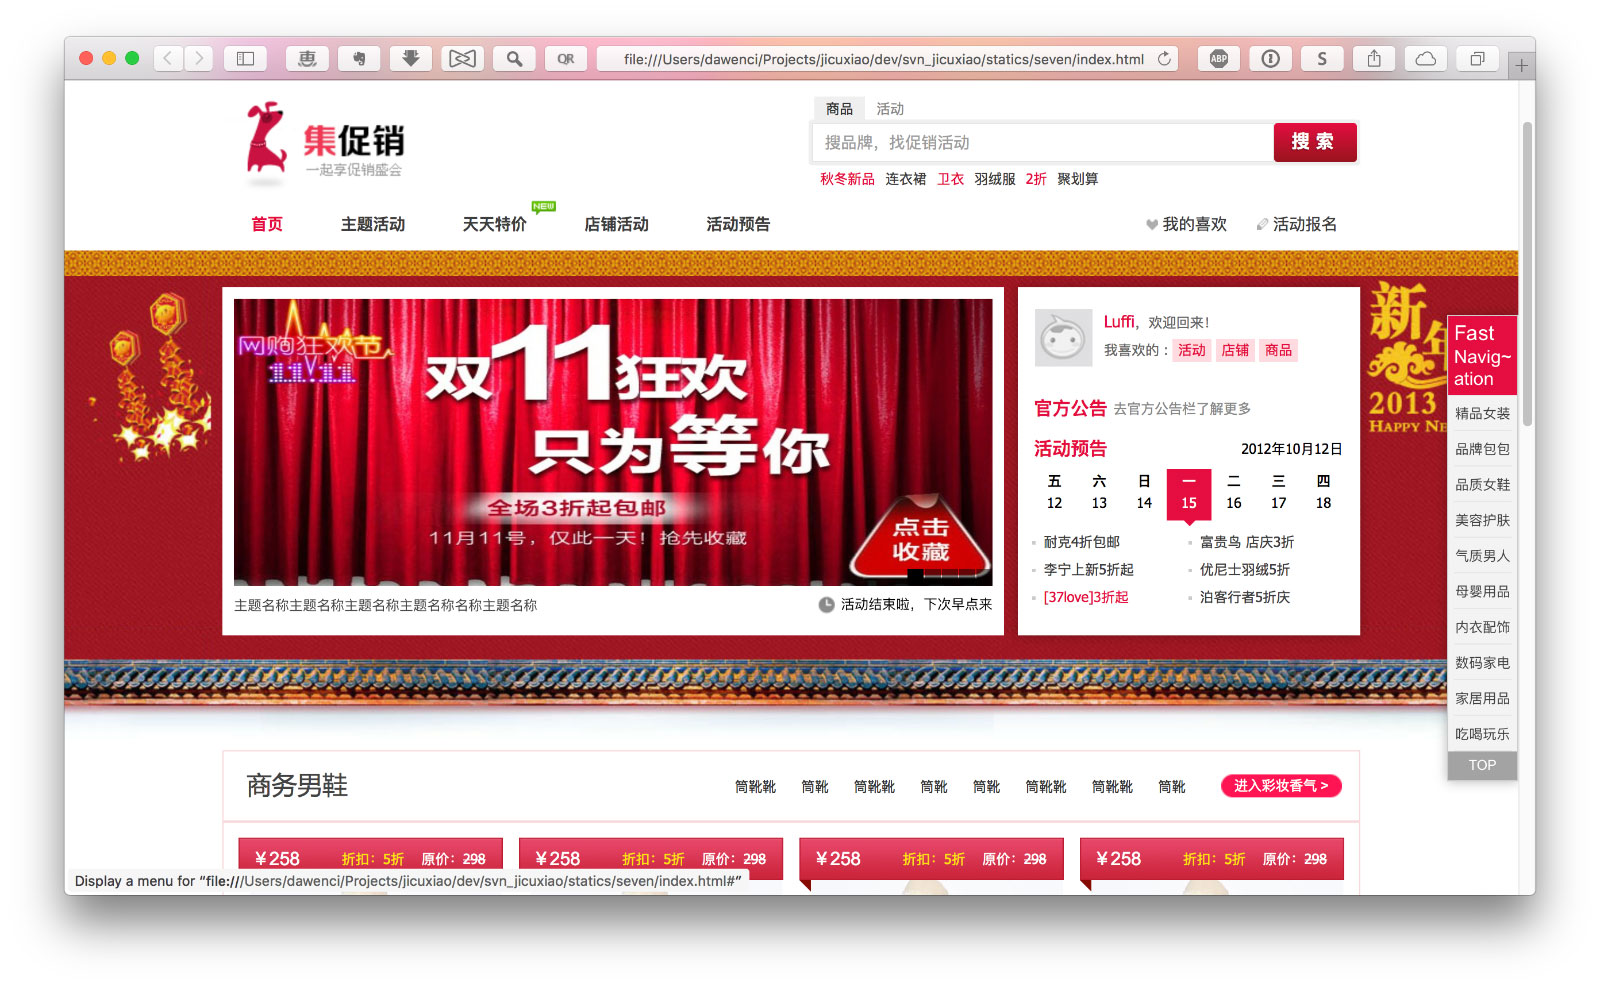 惠
QR
file:///Users/dawenci/Projects/jicuxiao/dev/svn_jicuxiao/statics/seven/index.html
ABP
S
集促销
一起享促销盛会
商品 活动
搜品牌，找促销活动
搜 索
秋冬新品 连衣裙 卫衣 羽绒服 2折 聚划算
首页 主题活动 天天特价 NEW 店铺活动 活动预告
我的喜欢 活动报名
网购狂欢节
11V11
双11狂欢
只为等你
全场3折起包邮
11月11号，仅此一天！抢先收藏
点击
收藏
主题名称主题名称主题名称主题名称名称主题名称
活动结束啦，下次早点来
Luffi，欢迎回来！
我喜欢的： 活动 店铺 商品
官方公告 去官方公告栏了解更多
活动预告 2012年10月12日
五 六 日 一 二 三 四
12 13 14 15 16 17 18
耐克4折包邮 富贵鸟 店庆3折
李宁上新5折起 优尼士羽绒5折
[37love]3折起 泊客行者5折庆
新
2013
HAPPY NE
Fast
Navig~
ation
精品女装
品牌包包
品质女鞋
美容护肤
气质男人
母婴用品
内衣配饰
数码家电
家居用品
吃喝玩乐
TOP
商务男鞋
筒靴靴 筒靴 筒靴靴 筒靴 筒靴 筒靴靴 筒靴靴 筒靴
进入彩妆香气 >
￥258 折扣：5折 原价：298
￥258 折扣：5折 原价：298
￥258 折扣：5折 原价：298
￥258 折扣：5折 原价：298
Display a menu for “file:///Users/dawenci/Projects/jicuxiao/dev/svn_jicuxiao/statics/seven/index.html#”